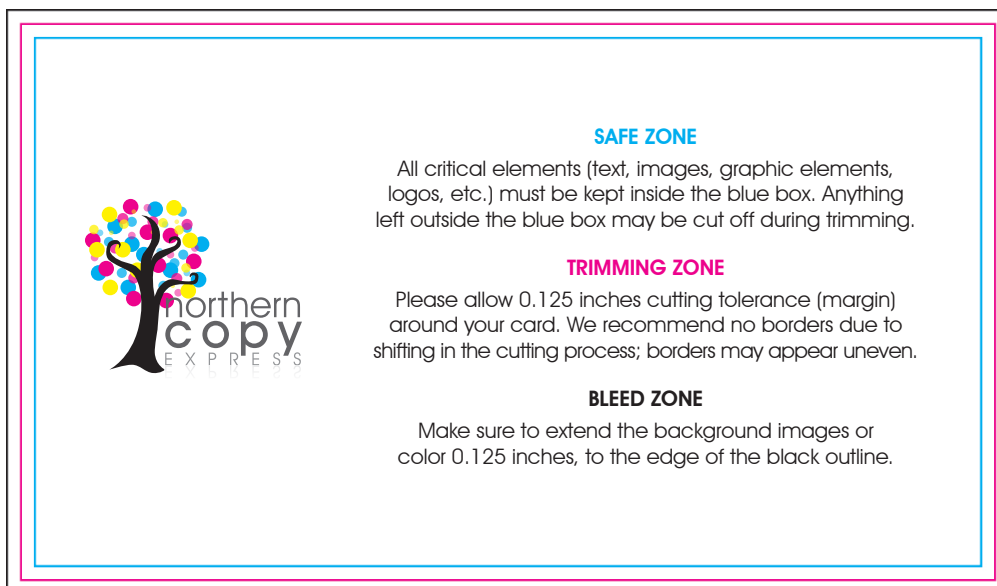 northern
copy
EXPRESS
SAFE ZONE
All critical elements (text, images, graphic elements,
logos, etc.) must be kept inside the blue box. Anything
left outside the blue box may be cut off during trimming.
TRIMMING ZONE
Please allow 0.125 inches cutting tolerance (margin)
around your card. We recommend no borders due to
shifting in the cutting process; borders may appear uneven.
BLEED ZONE
Make sure to extend the background images or
color 0.125 inches, to the edge of the black outline.